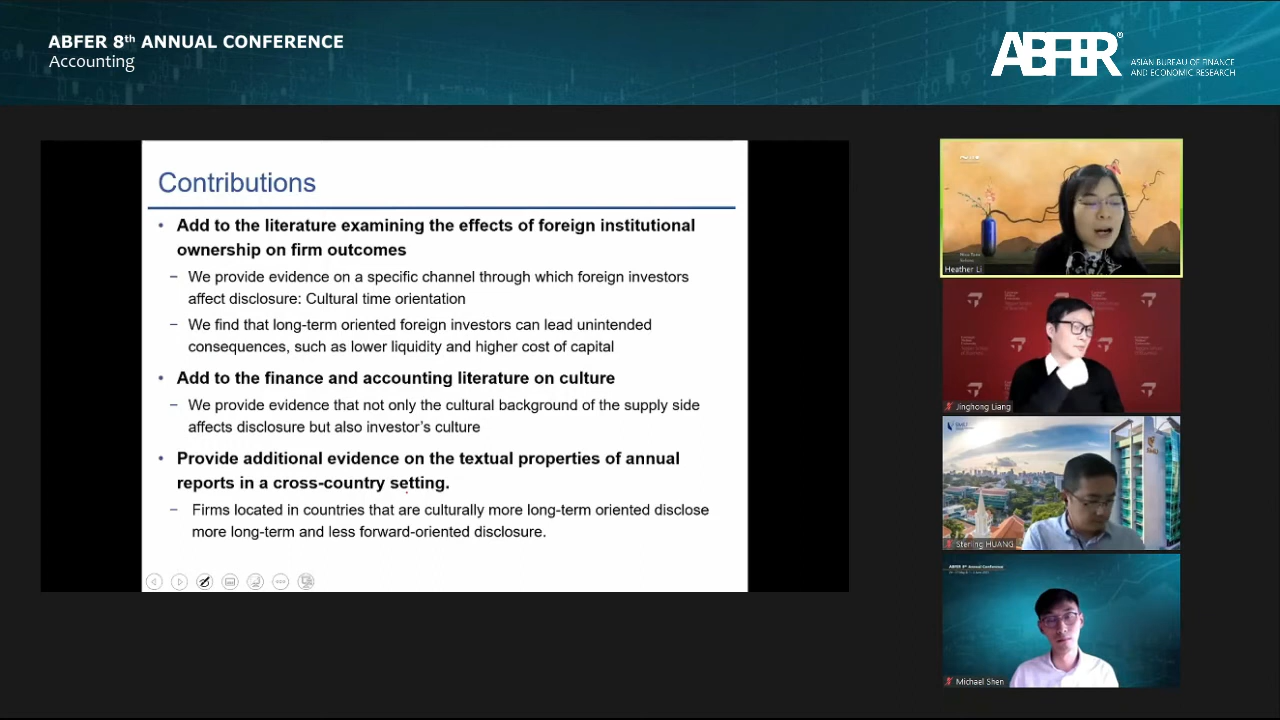 ABFER 8th ANNUAL CONFERENCE
Accounting
ABFER®
ASIAN BUREAU OF FINANCE
AND ECONOMIC RESEARCH
Contributions
• Add to the literature examining the effects of foreign institutional
ownership on firm outcomes
– We provide evidence on a specific channel through which foreign investors
affect disclosure: Cultural time orientation
– We find that long-term oriented foreign investors can lead unintended
consequences, such as lower liquidity and higher cost of capital
• Add to the finance and accounting literature on culture
– We provide evidence that not only the cultural background of the supply side
affects disclosure but also investor's culture
• Provide additional evidence on the textual properties of annual
reports in a cross-country setting.
– Firms located in countries that are culturally more long-term oriented disclose
more long-term and less forward-oriented disclosure.
Heather Li
Jinghong Liang
SMU
Sterling HUANG
ABFER 8th Annual Conference
Michael Shen